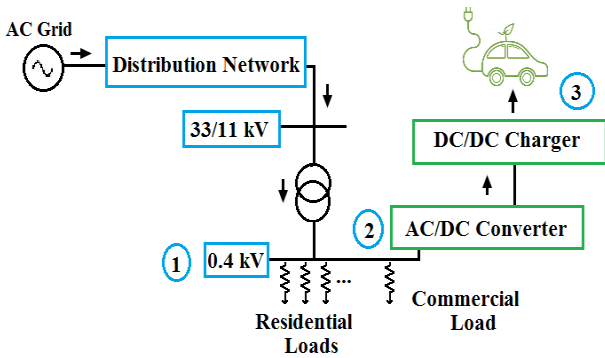 AC Grid
Distribution Network
3
33/11 kV
DC/DC Charger
2
AC/DC Converter
1
0.4 kV
...
Residential
Loads
Commercial
Load